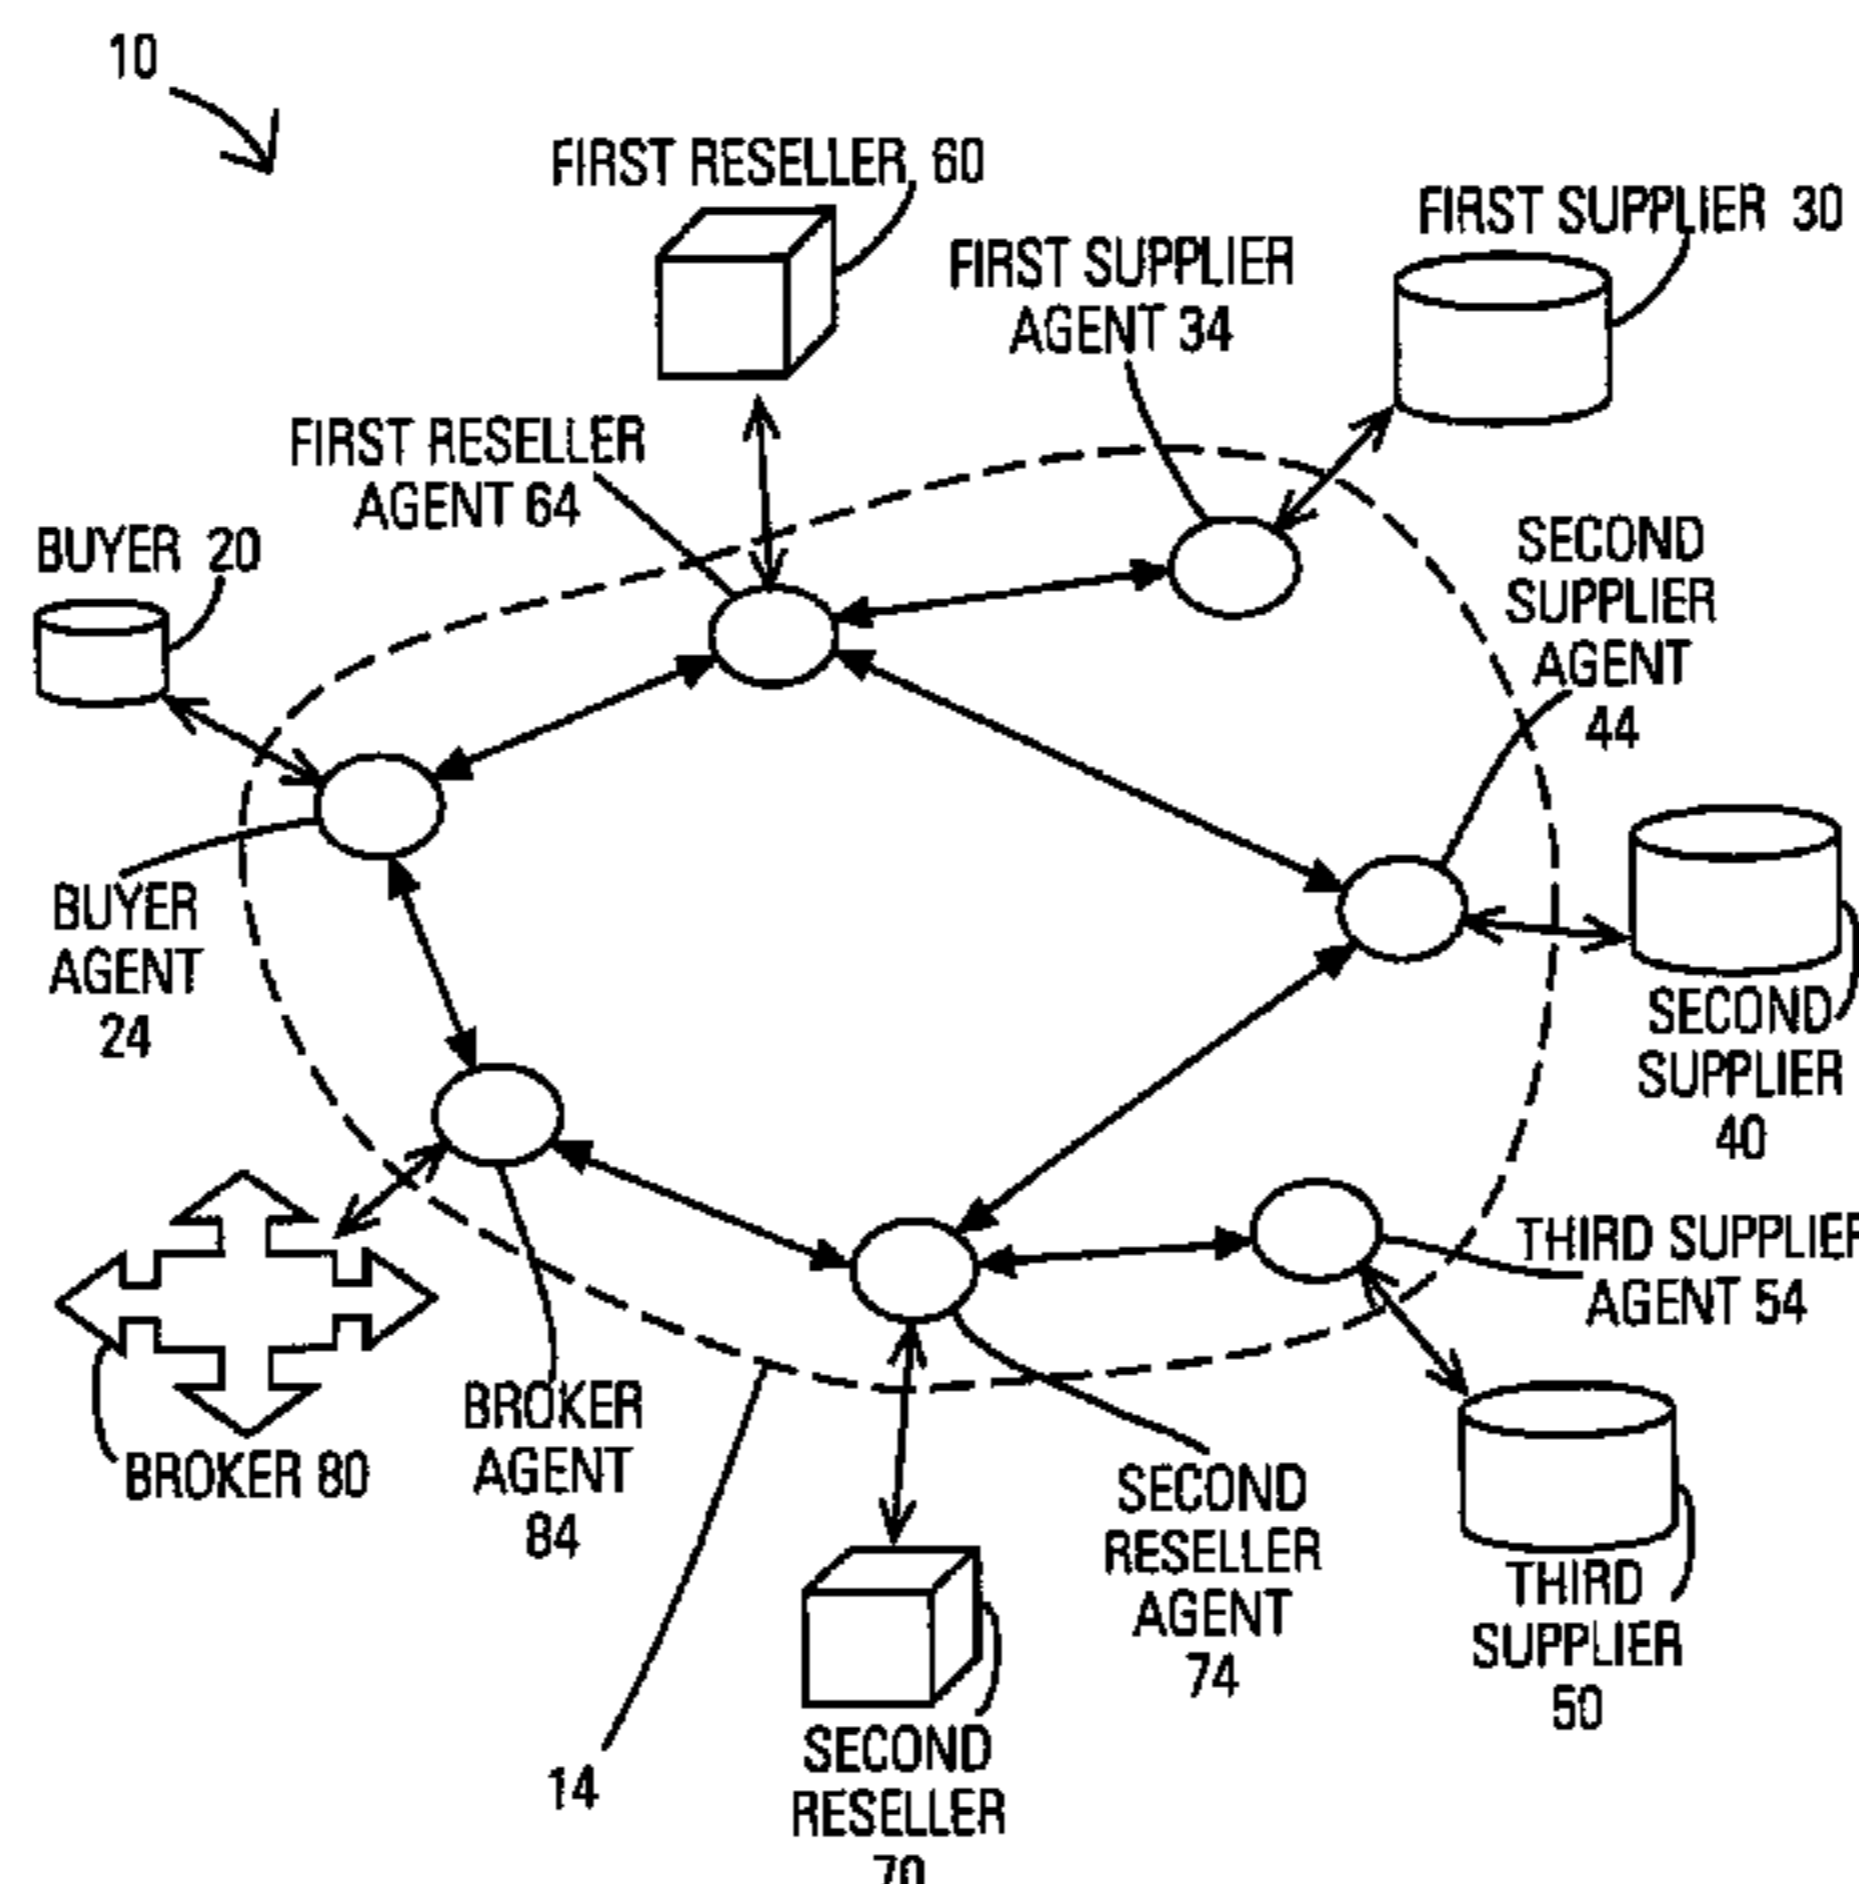 10
FIRST RESELLER 60
FIRST SUPPLIER 30
FIRST SUPPLIER
AGENT 34
FIRST RESELLER
AGENT 64
BUYER 20
SECOND
SUPPLIER
AGENT
44
BUYER
AGENT
24
SECOND
SUPPLIER
40
THIRD SUPPLIER
AGENT 54
BROKER
AGENT
84
BROKER 80
SECOND
RESELLER
AGENT
74
THIRD
SUPPLIER
50
14
SECOND
RESELLER
70